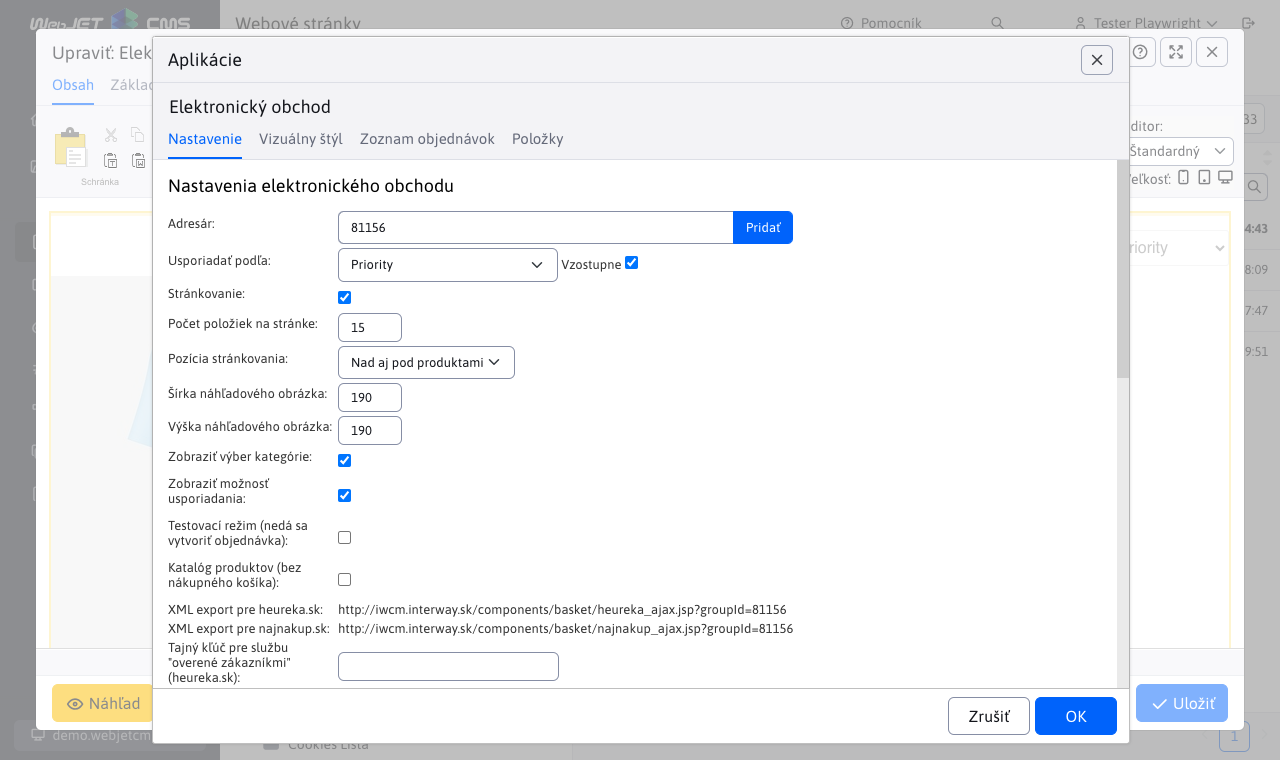 WebJET CMS
Webové stránky
Pomocník
Tester Playwright
Upraviť: Elek
Aplikácie
Obsah
Základ
Elektronický obchod
Nastavenie
Vizuálny štýl
Zoznam objednávok
Položky
Schránka
ditor:
Štandardný
eľkosť:
33
Nastavenia elektronického obchodu
Adresár:
81156
Pridať
Usporiadať podľa:
Priority
Vzostupne
Stránkovanie:
Počet položiek na stránke:
15
Pozícia stránkovania:
Nad aj pod produktami
Šírka náhľadového obrázka:
190
Výška náhľadového obrázka:
190
Zobraziť výber kategórie:
Zobraziť možnosť
usporiadania:
Testovací režim (nedá sa
vytvoriť objednávka):
Katalóg produktov (bez
nákupného košíka):
XML export pre heureka.sk:
http://iwcm.interway.sk/components/basket/heureka_ajax.jsp?groupId=81156
XML export pre najnakup.sk:
http://iwcm.interway.sk/components/basket/najnakup_ajax.jsp?groupId=81156
Tajný kľúč pre službu
"overené zákazníkmi"
(heureka.sk):
riority
4:43
8:09
7:47
9:51
Náhľad
Zrušiť
OK
Uložiť
demo.webjetcm
Cookies Lišta
1